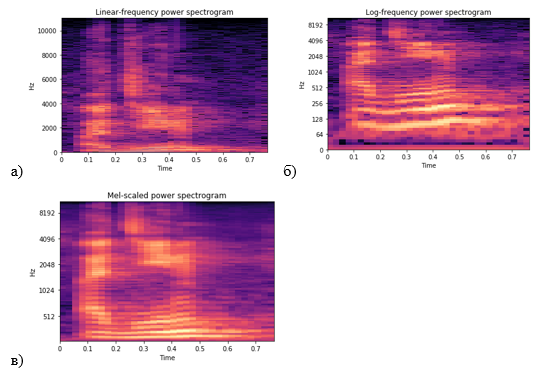 Linear-frequency power spectrogram
10000
8000
6000
4000
2000
0
Hz
0 0.1 0.2 0.3 0.4 0.5 0.6 0.7
Time
а)
Log-frequency power spectrogram
8192
4096
2048
1024
512
256
128
64
0
Hz
0 0.1 0.2 0.3 0.4 0.5 0.6 0.7
Time
б)
Mel-scaled power spectrogram
8192
4096
2048
1024
512
Hz
0 0.1 0.2 0.3 0.4 0.5 0.6 0.7
Time
в)